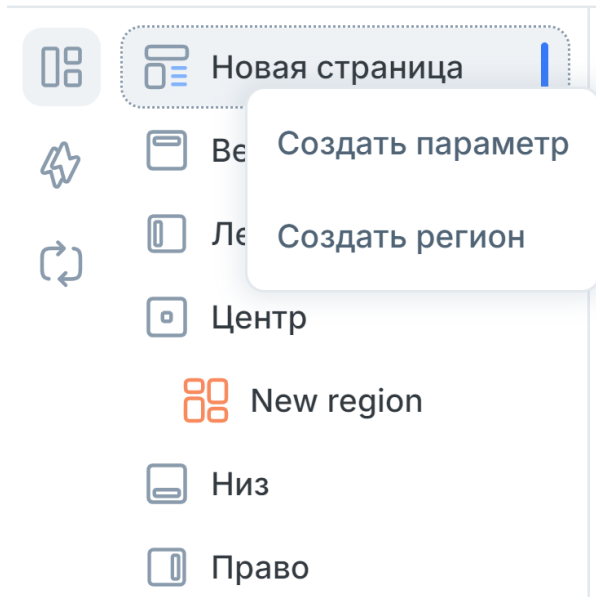 Новая страница
Создать параметр
Создать регион
Центр
New region
Низ
Право